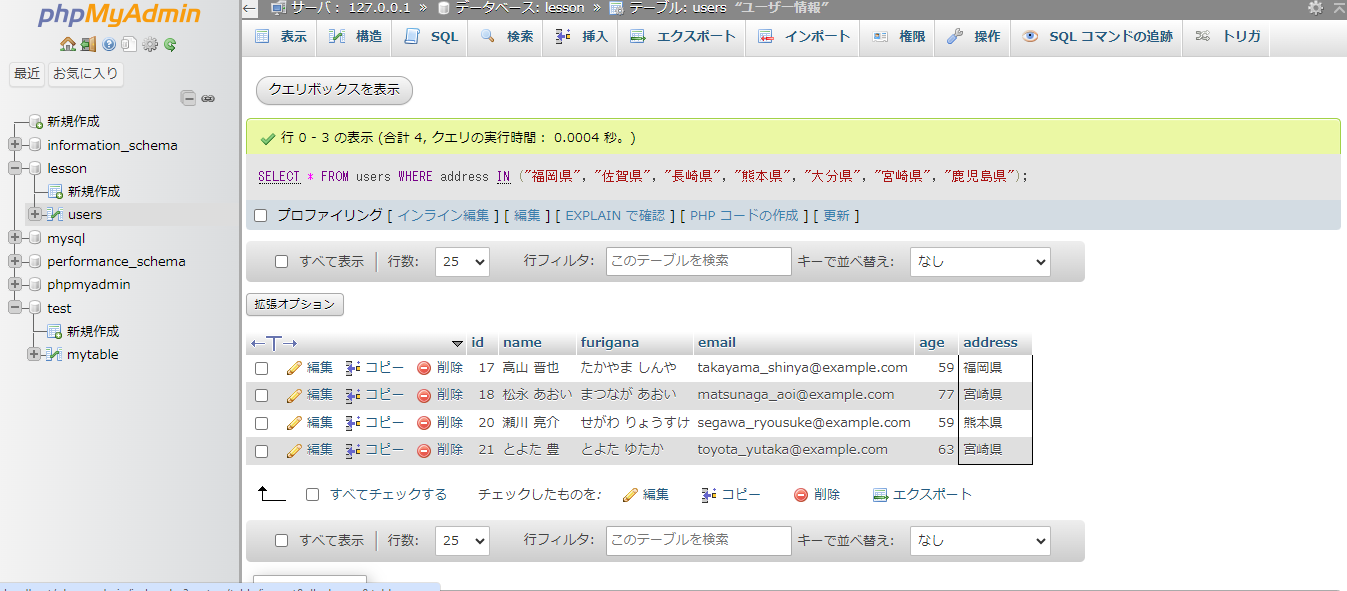 phpMyAdmin
最近 お気に入り
新規作成
information_schema
lesson
新規作成
users
mysql
performance_schema
phpmyadmin
test
新規作成
mytable
サーバ: 127.0.0.1 » データベース: lesson » テーブル: users “ユーザー情報”
表示 構造 SQL 検索 挿入 エクスポート インポート 権限 操作 SQL コマンドの追跡 トリガ
クエリボックスを表示
行 0 - 3 の表示 (合計 4, クエリの実行時間： 0.0004 秒。)
SELECT * FROM users WHERE address IN ("福岡県", "佐賀県", "長崎県", "熊本県", "大分県", "宮崎県", "鹿児島県");
プロファイリング [ インライン編集 ] [ 編集 ] [ EXPLAIN で確認 ] [ PHP コードの作成 ] [ 更新 ]
すべて表示 行数: 25 行フィルタ: このテーブルを検索 キーで並べ替え: なし
拡張オプション
←T→ id name furigana email age address
編集 コピー 削除 17 高山 晋也 たかやま しんや takayama_shinya@example.com 59 福岡県
編集 コピー 削除 18 松永 あおい まつなが あおい matsunaga_aoi@example.com 77 宮崎県
編集 コピー 削除 20 瀬川 亮介 せがわ りょうすけ segawa_ryousuke@example.com 59 熊本県
編集 コピー 削除 21 とよた 豊 とよた ゆたか toyota_yutaka@example.com 63 宮崎県
すべてチェックする チェックしたものを: 編集 コピー 削除 エクスポート
すべて表示 行数: 25 行フィルタ: このテーブルを検索 キーで並べ替え: なし